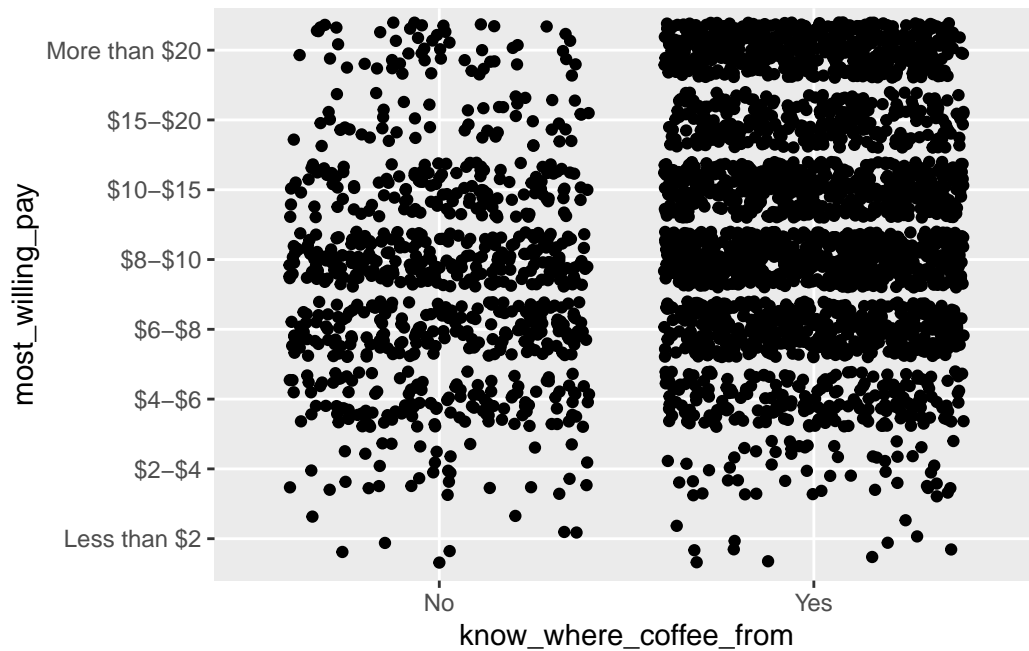 most_willing_pay
More than $20
$15–$20
$10–$15
$8–$10
$6–$8
$4–$6
$2–$4
Less than $2
No
Yes
know_where_coffee_from